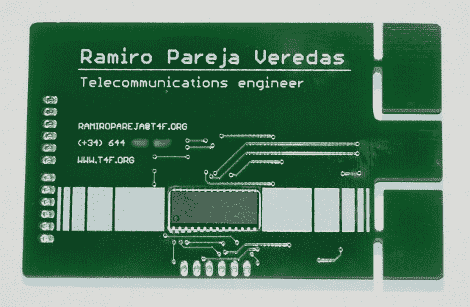 Ramiro Pareja Veredas
Telecommunications engineer
RAMIROPAREJA@T4F.ORG
(+34) 644
WWW.T4F.ORG